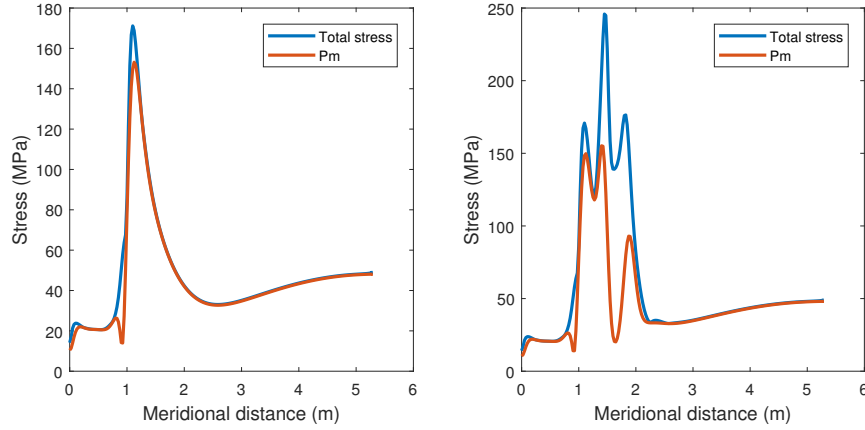 180
160
140
120
100
80
60
40
20
0
Stress (MPa)
0 1 2 3 4 5 6
Meridional distance (m)
Total stress
Pm
250
200
150
100
50
0
Stress (MPa)
0 1 2 3 4 5 6
Meridional distance (m)
Total stress
Pm